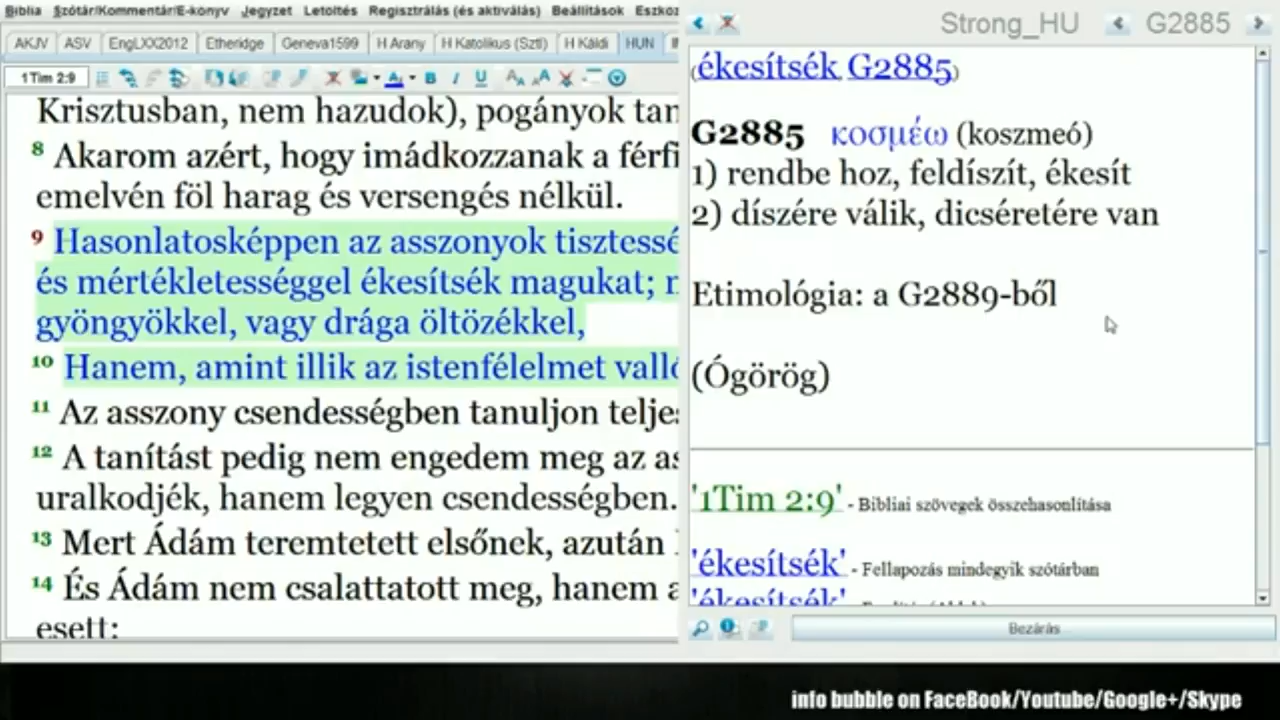 Biblia Szótár/Kommentár/E-könyv Jegyzet Letöltés Regisztrálás (és aktiválás) Beállítások Eszkoz
AKJV ASV EngLXX2012 Etheridge Geneva1599 H Arany H Katolikus (SztI) H Káldi HUN
1Tim 2:9
Krisztusban, nem hazudok), pogányok tan
8 Akarom azért, hogy imádkozzanak a férfi
emelvén föl harag és versengés nélkül.
9 Hasonlatosképpen az asszonyok tisztessé
és mértékletességgel ékesítsék magukat; n
gyöngyökkel, vagy drága öltözékkel,
10 Hanem, amint illik az istenfélelmet valló
11 Az asszony csendességben tanuljon telje
12 A tanítást pedig nem engedem meg az as
uralkodjék, hanem legyen csendességben.
13 Mert Ádám teremtetett elsőnek, azután
14 És Ádám nem csalattatott meg, hanem a
esett:
Strong_HU G2885
(ékesítsék G2885)
G2885 κοσμέω (koszmeó)
1) rendbe hoz, feldíszít, ékesít
2) díszére válik, dicséretére van
Etimológia: a G2889-ből
(Ógörög)
'1Tim 2:9' - Bibliai szövegek összehasonlítása
'ékesítsék' - Fellapozás mindegyik szótárban
'ékesítsék'
Bezárás
info bubble on FaceBook/Youtube/Google+/Skype